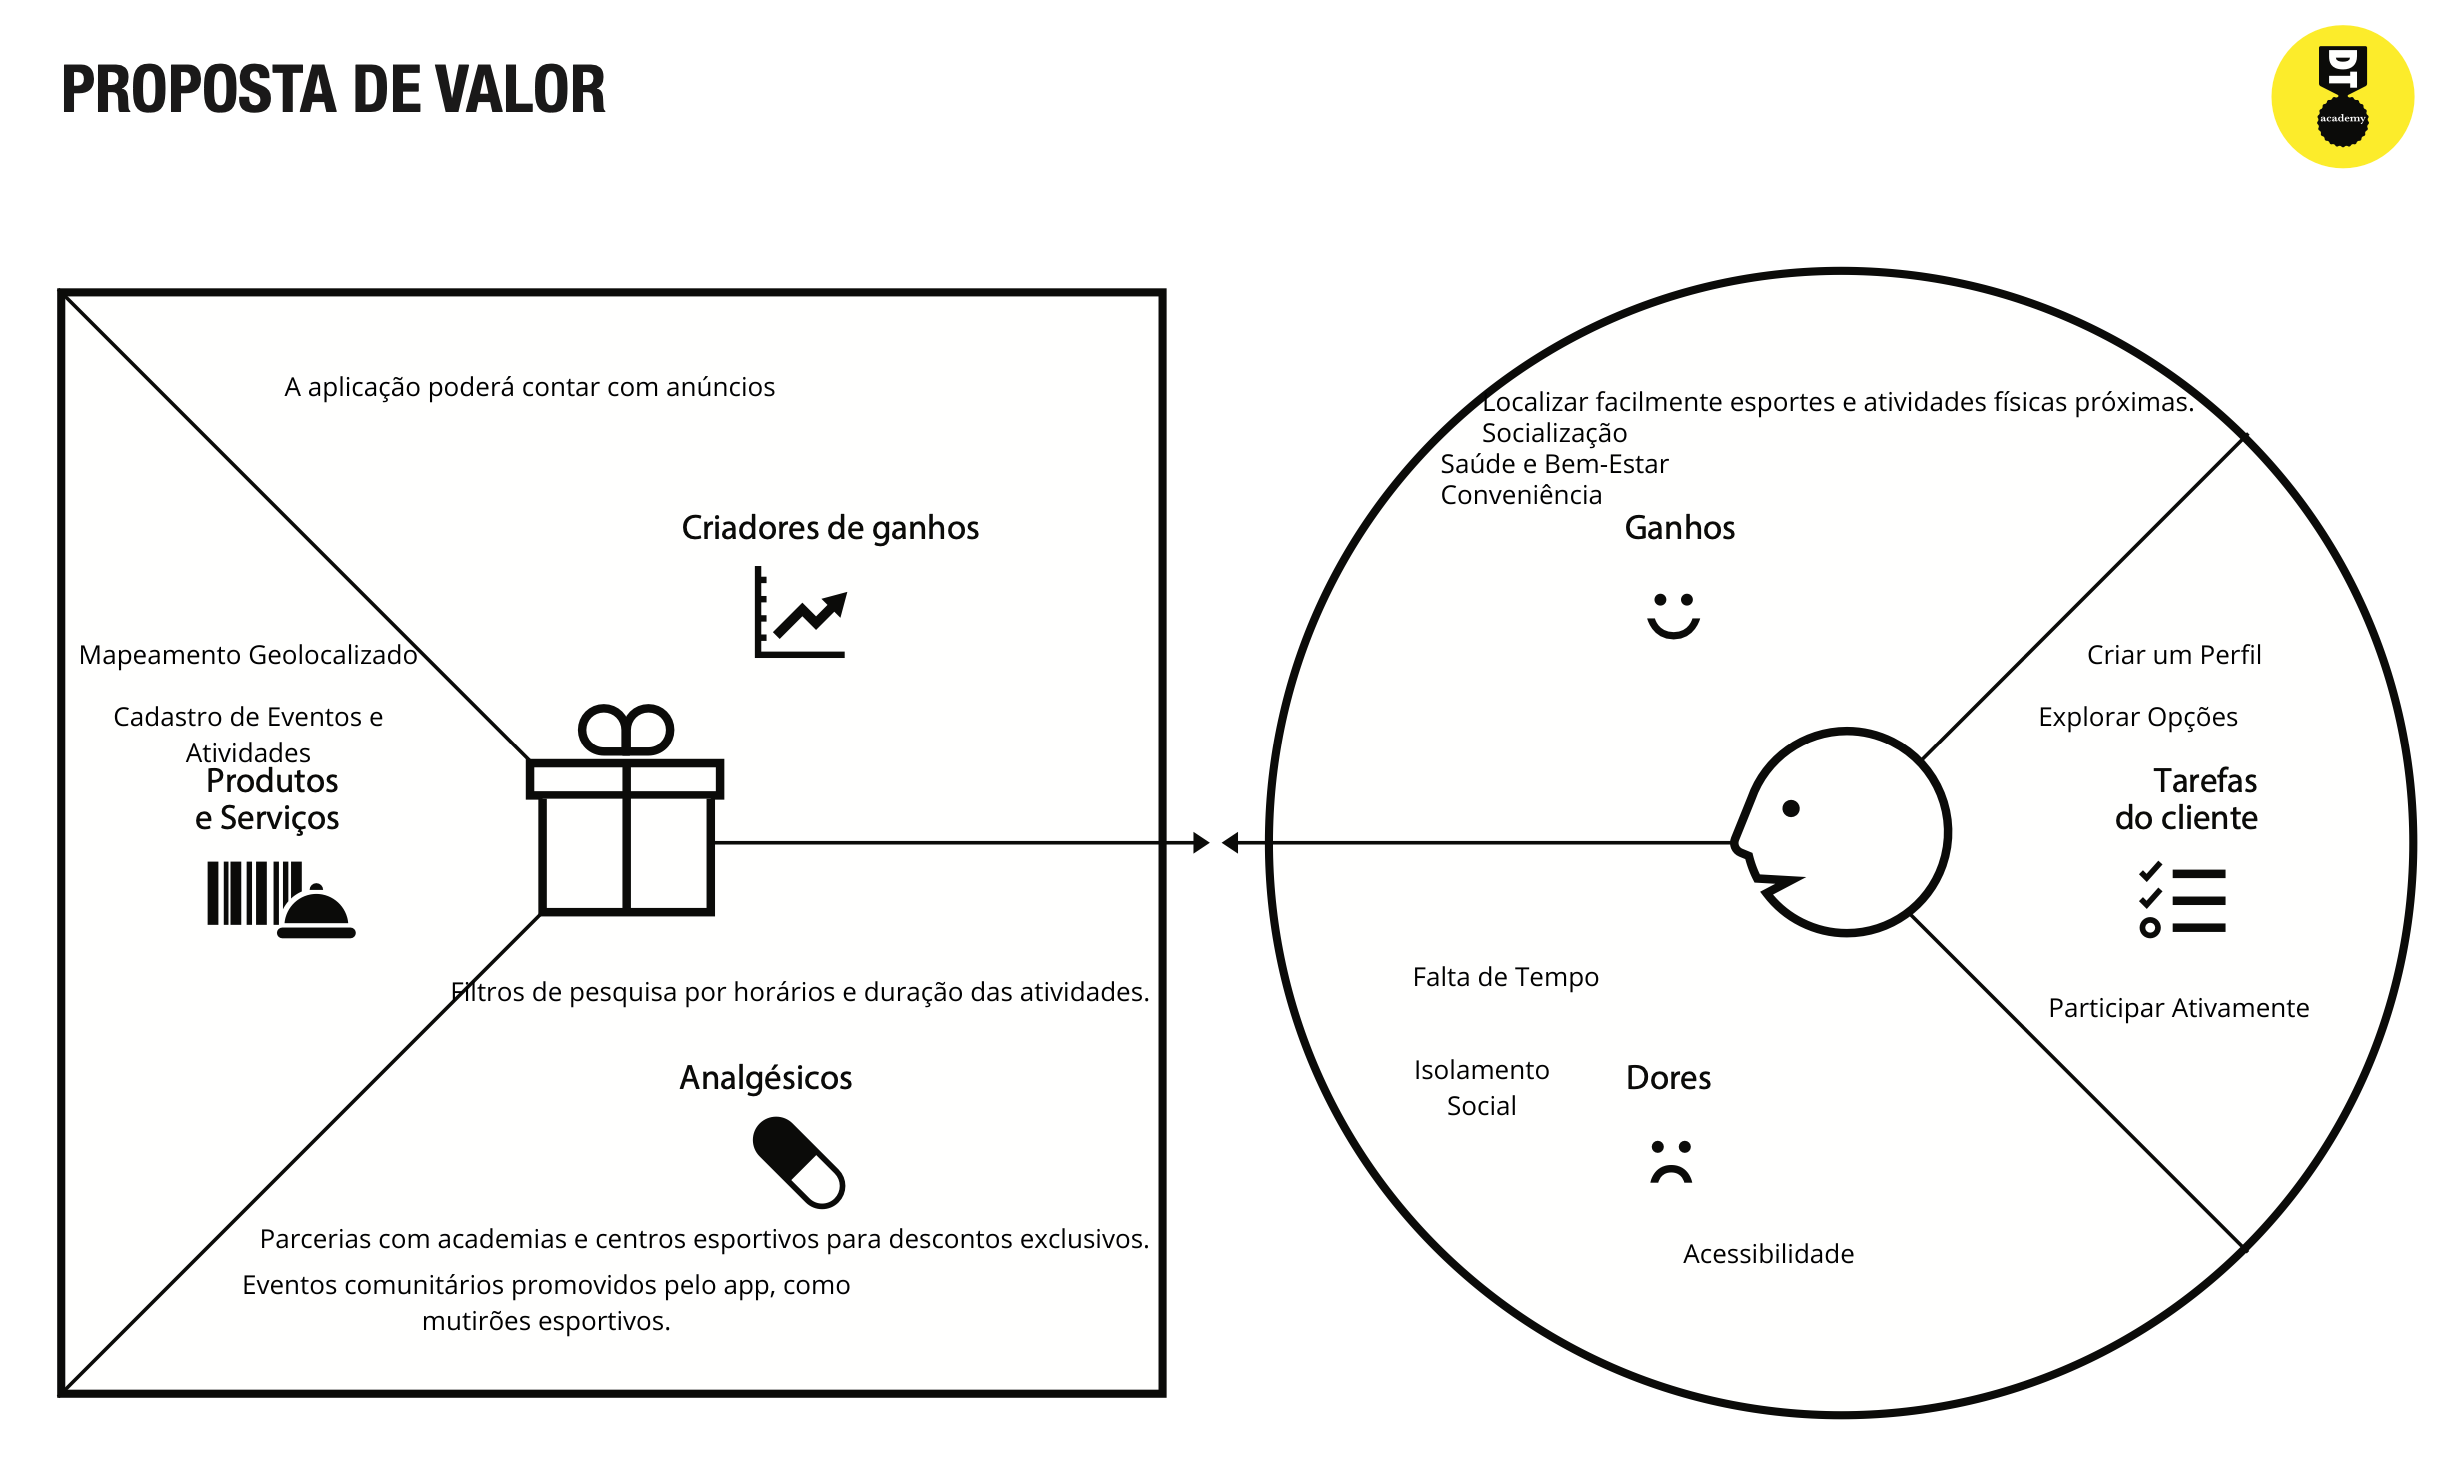 PROPOSTA DE VALOR
DT
academy
A aplicação poderá contar com anúncios
Criadores de ganhos
Mapeamento Geolocalizado
Cadastro de Eventos e
Atividades
Produtos
e Serviços
Filtros de pesquisa por horários e duração das atividades.
Analgésicos
Parcerias com academias e centros esportivos para descontos exclusivos.
Eventos comunitários promovidos pelo app, como
mutirões esportivos.
Localizar facilmente esportes e atividades físicas próximas.
Socialização
Saúde e Bem-Estar
Conveniência
Ganhos
Criar um Perfil
Explorar Opções
Tarefas
do cliente
Participar Ativamente
Falta de Tempo
Isolamento
Social
Dores
Acessibilidade